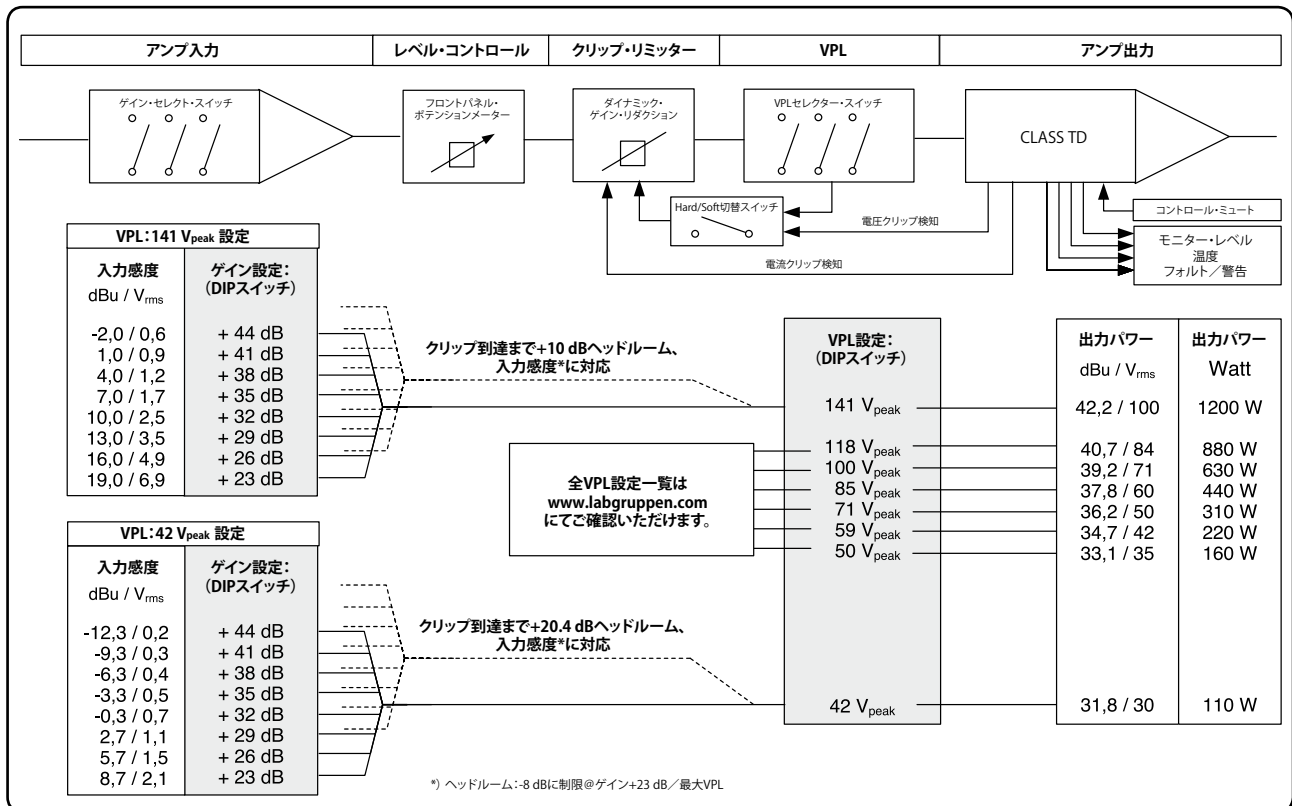 アンプ入力 レベル・コントロール クリップ・リミッター VPL アンプ出力
ゲイン・セレクト・スイッチ
フロントパネル・
ポテンションメーター
ダイナミック・
ゲイン・リダクション
VPLセレクター・スイッチ
CLASS TD
Hard/Soft切替スイッチ
電圧クリップ検知
電流クリップ検知
コントロール・ミュート
モニター・レベル
温度
フォルト／警告
VPL:141 Vpeak 設定
入力感度 ゲイン設定:
(DIPスイッチ)
dBu / Vrms
-2,0 / 0,6 + 44 dB
1,0 / 0,9 + 41 dB
4,0 / 1,2 + 38 dB
7,0 / 1,7 + 35 dB
10,0 / 2,5 + 32 dB
13,0 / 3,5 + 29 dB
16,0 / 4,9 + 26 dB
19,0 / 6,9 + 23 dB
クリップ到達まで+10 dBヘッドルーム、
入力感度*に対応
VPL:42 Vpeak 設定
入力感度 ゲイン設定:
(DIPスイッチ)
dBu / Vrms
-12,3 / 0,2 + 44 dB
-9,3 / 0,3 + 41 dB
-6,3 / 0,4 + 38 dB
-3,3 / 0,5 + 35 dB
-0,3 / 0,7 + 32 dB
2,7 / 1,1 + 29 dB
5,7 / 1,5 + 26 dB
8,7 / 2,1 + 23 dB
クリップ到達まで+20.4 dBヘッドルーム、
入力感度*に対応
全VPL設定一覧は
www.labgruppen.com
にてご確認いただけます。
VPL設定:
(DIPスイッチ)
141 Vpeak
118 Vpeak
100 Vpeak
85 Vpeak
71 Vpeak
59 Vpeak
50 Vpeak
42 Vpeak
出力パワー 出力パワー
dBu / Vrms Watt
42,2 / 100 1200 W
40,7 / 84 880 W
39,2 / 71 630 W
37,8 / 60 440 W
36,2 / 50 310 W
34,7 / 42 220 W
33,1 / 35 160 W
31,8 / 30 110 W
*) ヘッドルーム:-8 dBに制限@ゲイン+23 dB／最大VPL